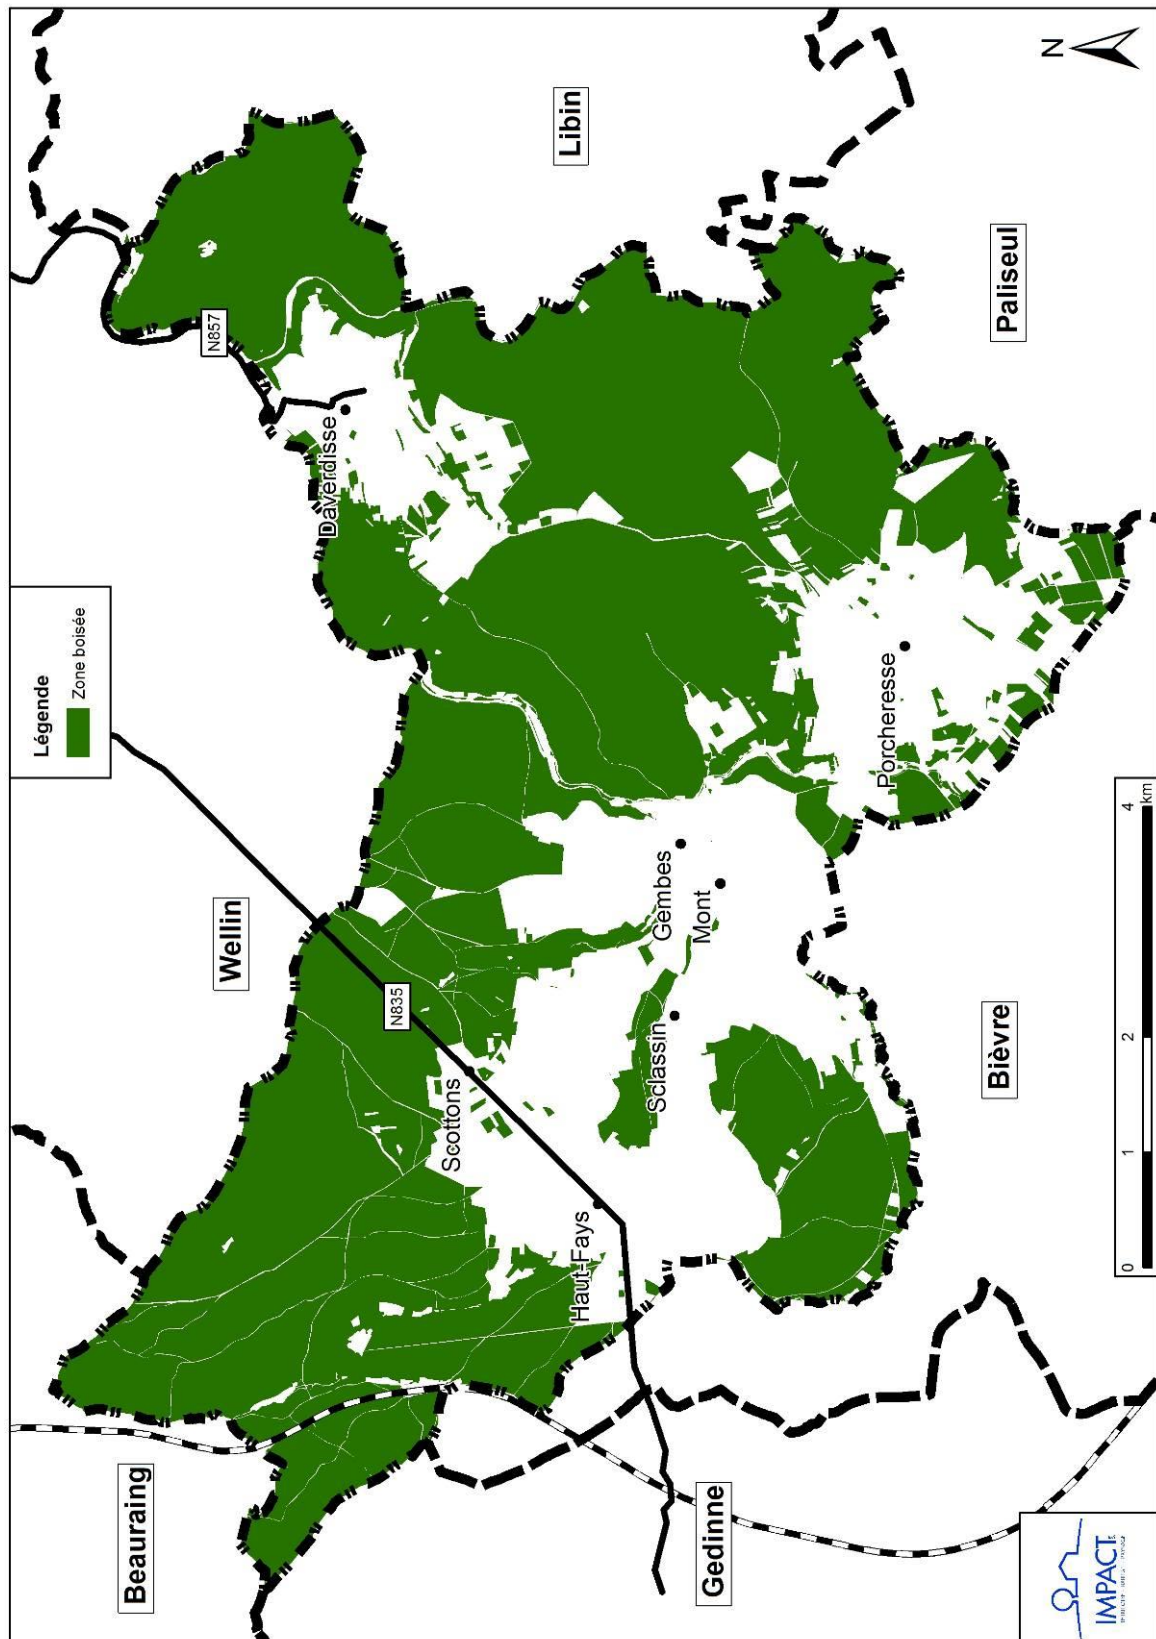 Légende
Zone boisée
Beauraing
Wellin
Libin
Paliseul
Bièvre
Gedinne
N857
N835
Daverdisse
Porcheresse
Gembes
Mont
Sclassin
Scottons
Haut-Fays
N
0 1 2 4
km
IMPACT